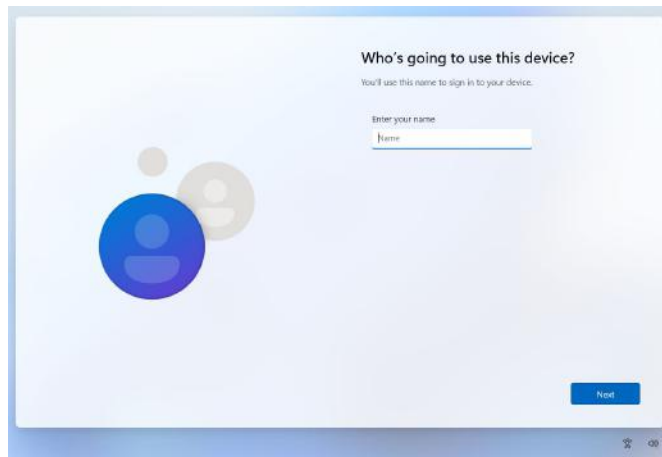 Who's going to use this device?
You'll use this name to sign in to your device.
Enter your name
Name
Next